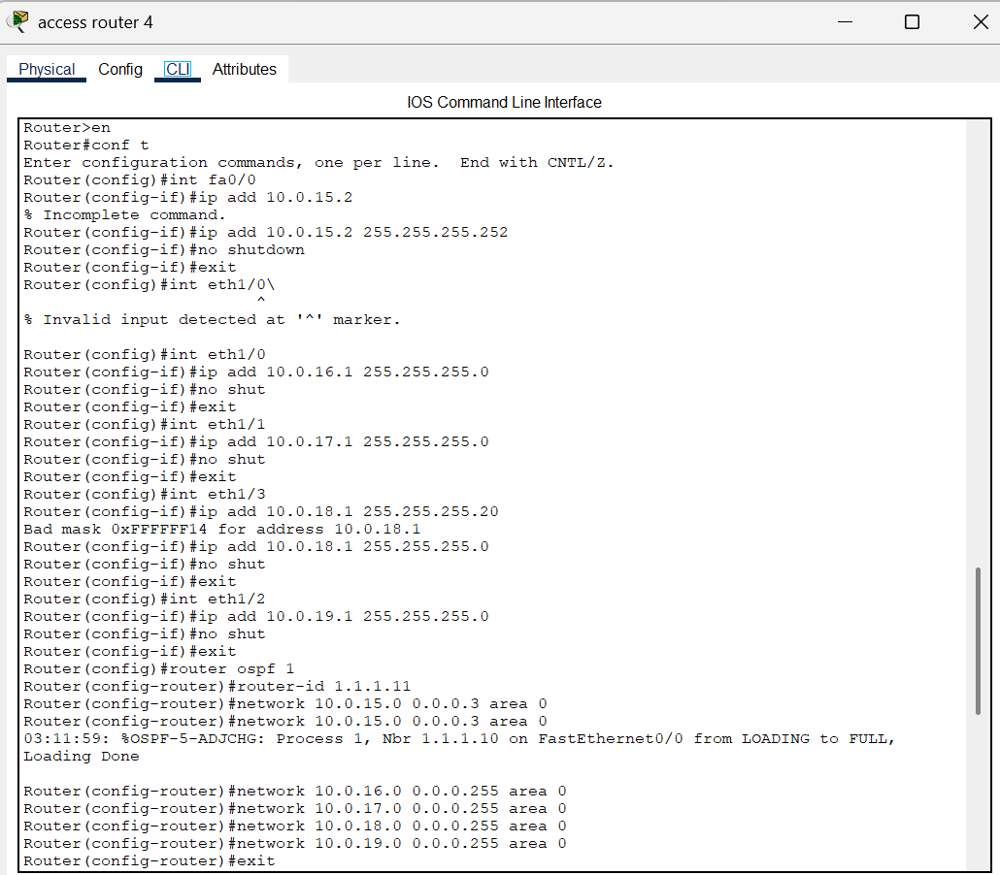 access router 4
Physical Config CLI Attributes
IOS Command Line Interface
Router>en
Router#conf t
Enter configuration commands, one per line.  End with CNTL/Z.
Router(config)#int fa0/0
Router(config-if)#ip add 10.0.15.2
% Incomplete command.
Router(config-if)#ip add 10.0.15.2 255.255.255.252
Router(config-if)#no shutdown
Router(config-if)#exit
Router(config)#int eth1/0\
^
% Invalid input detected at '^' marker.
Router(config)#int eth1/0
Router(config-if)#ip add 10.0.16.1 255.255.255.0
Router(config-if)#no shut
Router(config-if)#exit
Router(config)#int eth1/1
Router(config-if)#ip add 10.0.17.1 255.255.255.0
Router(config-if)#no shut
Router(config-if)#exit
Router(config)#int eth1/3
Router(config-if)#ip add 10.0.18.1 255.255.255.20
Bad mask 0xFFFFFF14 for address 10.0.18.1
Router(config-if)#ip add 10.0.18.1 255.255.255.0
Router(config-if)#no shut
Router(config-if)#exit
Router(config)#int eth1/2
Router(config-if)#ip add 10.0.19.1 255.255.255.0
Router(config-if)#no shut
Router(config-if)#exit
Router(config)#router ospf 1
Router(config-router)#router-id 1.1.1.11
Router(config-router)#network 10.0.15.0 0.0.0.3 area 0
Router(config-router)#network 10.0.15.0 0.0.0.3 area 0
03:11:59: %OSPF-5-ADJCHG: Process 1, Nbr 1.1.1.10 on FastEthernet0/0 from LOADING to FULL,
Loading Done
Router(config-router)#network 10.0.16.0 0.0.0.255 area 0
Router(config-router)#network 10.0.17.0 0.0.0.255 area 0
Router(config-router)#network 10.0.18.0 0.0.0.255 area 0
Router(config-router)#network 10.0.19.0 0.0.0.255 area 0
Router(config-router)#exit